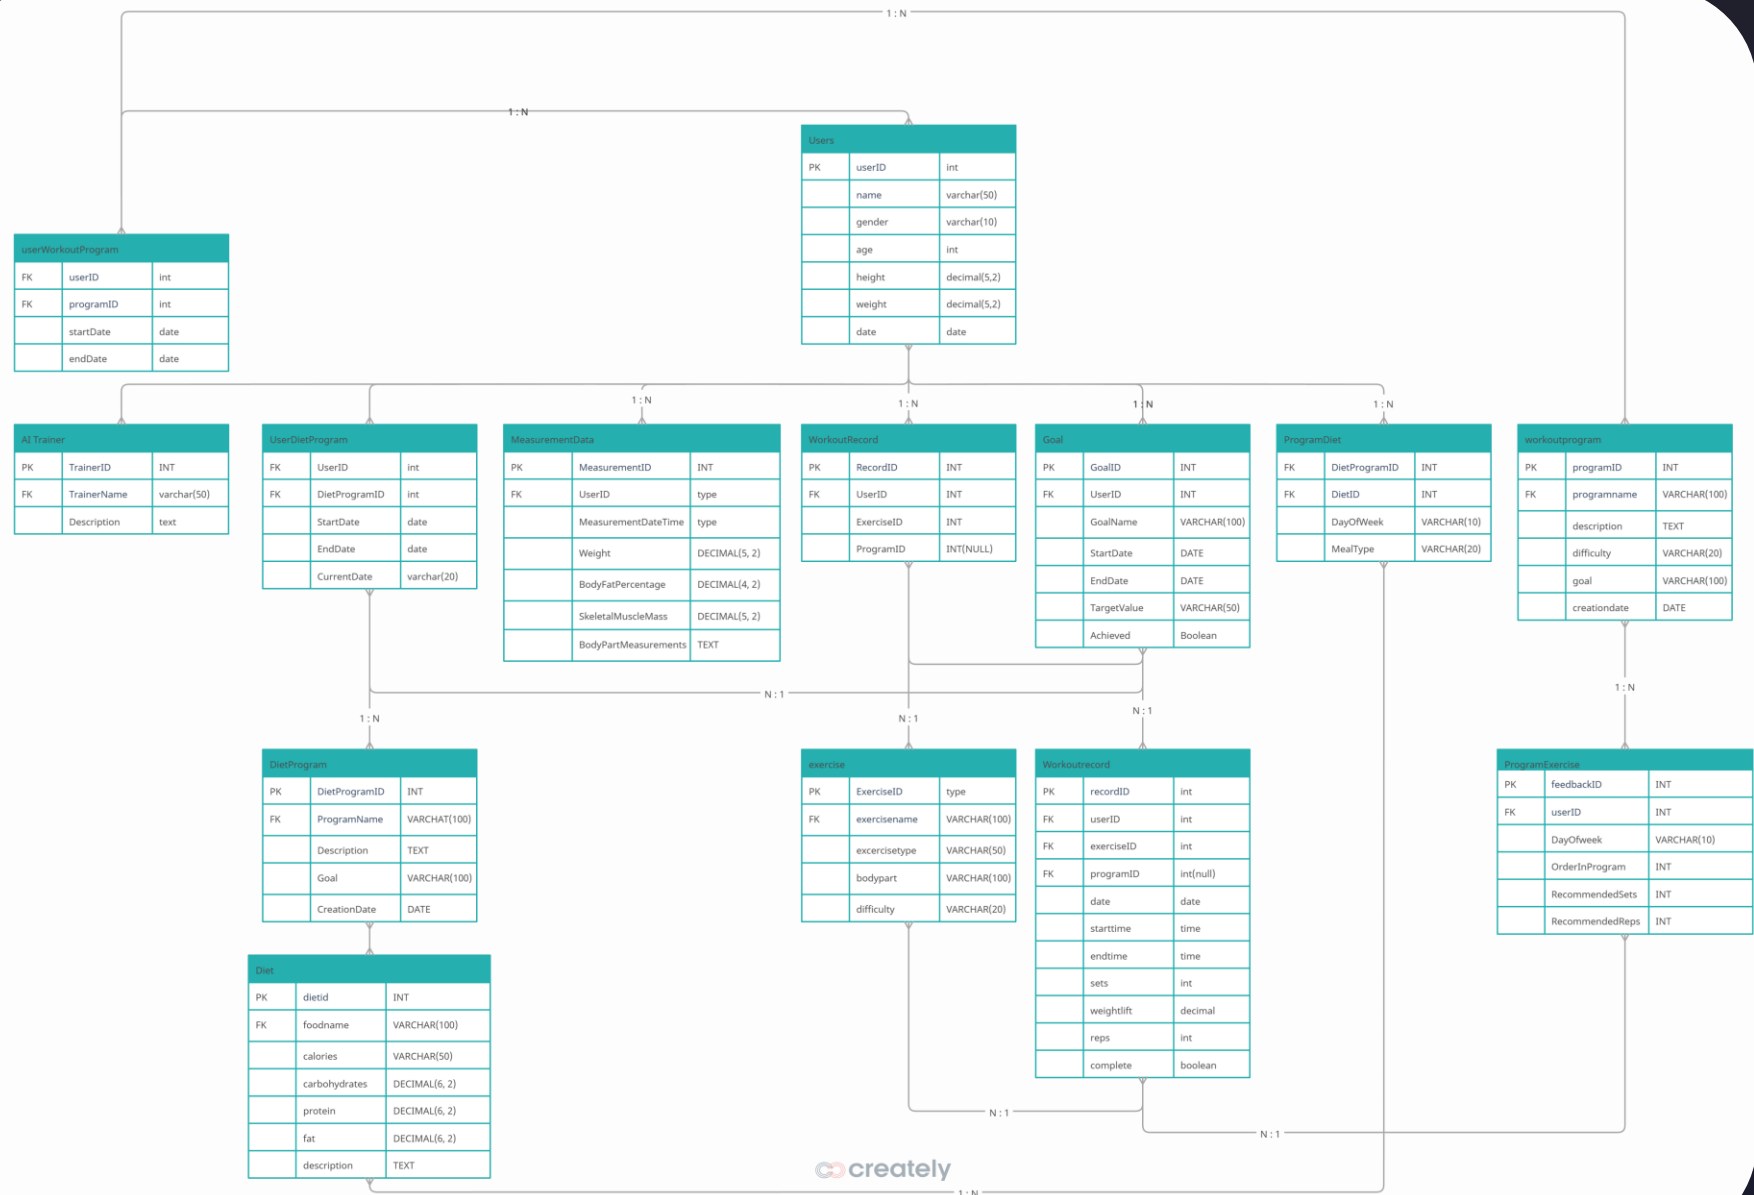 1 : N
1 : N
Users
PK userID int
name varchar(50)
gender varchar(10)
age int
height decimal(5,2)
weight decimal(5,2)
date date
userWorkoutProgram
FK userID int
FK programID int
startDate date
endDate date
1 : N
1 : N
1 : N
1 : N
AI Trainer
PK TrainerID INT
FK TrainerName varchar(50)
Description text
UserDietProgram
FK UserID int
FK DietProgramID int
StartDate date
EndDate date
CurrentDate varchar(20)
MeasurementData
PK MeasurementID INT
FK UserID type
MeasurementDateTime type
Weight DECIMAL(5, 2)
BodyFatPercentage DECIMAL(4, 2)
SkeletalMuscleMass DECIMAL(5, 2)
BodyPartMeasurements TEXT
WorkoutRecord
PK RecordID INT
FK UserID INT
ExerciseID INT
ProgramID INT(NULL)
Goal
PK GoalID INT
FK UserID INT
GoalName VARCHAR(100)
StartDate DATE
EndDate DATE
TargetValue VARCHAR(50)
Achieved Boolean
ProgramDiet
FK DietProgramID INT
FK DietID INT
DayOfWeek VARCHAR(10)
MealType VARCHAR(20)
workoutprogram
PK programID INT
FK programname VARCHAR(100)
description TEXT
difficulty VARCHAR(20)
goal VARCHAR(100)
creationdate DATE
N : 1
1 : N
N : 1
N : 1
1 : N
DietProgram
PK DietProgramID INT
FK ProgramName VARCHAT(100)
Description TEXT
Goal VARCHAR(100)
CreationDate DATE
exercise
PK ExerciseID type
FK exercisename VARCHAR(100)
excercisetype VARCHAR(50)
bodypart VARCHAR(100)
difficulty VARCHAR(20)
Workoutrecord
PK recordID int
FK userID int
FK exerciseID int
FK programID int(null)
date date
starttime time
endtime time
sets int
weightlift decimal
reps int
complete boolean
ProgramExercise
PK feedbackID INT
FK userID INT
DayOfweek VARCHAR(10)
OrderInProgram INT
RecommendedSets INT
RecommendedReps INT
Diet
PK dietid INT
FK foodname VARCHAR(100)
calories VARCHAR(50)
carbohydrates DECIMAL(6, 2)
protein DECIMAL(6, 2)
fat DECIMAL(6, 2)
description TEXT
N : 1
N : 1
creately
1 : N